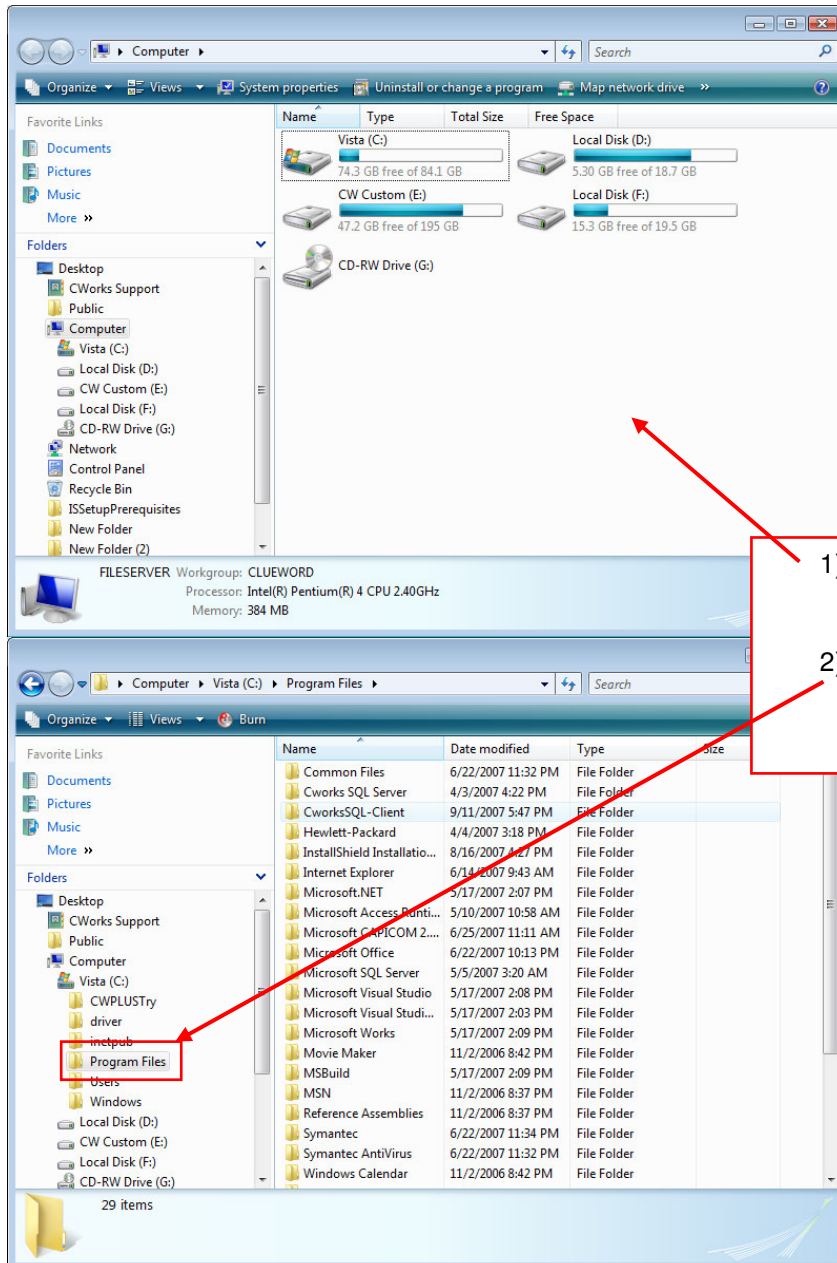 Computer
Search
Organize Views System properties Uninstall or change a program Map network drive »
Favorite Links
Documents
Pictures
Music
More »
Folders
Desktop
CWorks Support
Public
Computer
Vista (C:)
Local Disk (D:)
CW Custom (E:)
Local Disk (F:)
CD-RW Drive (G:)
Network
Control Panel
Recycle Bin
ISSetupPrerequisites
New Folder
New Folder (2)
Name Type Total Size Free Space
Vista (C:)
74.3 GB free of 84.1 GB
Local Disk (D:)
5.30 GB free of 18.7 GB
CW Custom (E:)
47.2 GB free of 195 GB
Local Disk (F:)
15.3 GB free of 19.5 GB
CD-RW Drive (G:)
FILESERVER Workgroup: CLUEWORD
Processor: Intel(R) Pentium(R) 4 CPU 2.40GHz
Memory: 384 MB
1)
2)
Computer Vista (C:) Program Files
Search
Organize Views Burn
Favorite Links
Documents
Pictures
Music
More »
Folders
Desktop
CWorks Support
Public
Computer
Vista (C:)
CWPLUSTry
driver
inetpub
Program Files
Users
Windows
Local Disk (D:)
CW Custom (E:)
Local Disk (F:)
CD-RW Drive (G:)
Name Date modified Type Size
Common Files 6/22/2007 11:32 PM File Folder
Cworks SQL Server 4/3/2007 4:22 PM File Folder
CworksSQL-Client 9/11/2007 5:47 PM File Folder
Hewlett-Packard 4/4/2007 3:18 PM File Folder
InstallShield Installatio... 8/16/2007 4:27 PM File Folder
Internet Explorer 6/14/2007 9:43 AM File Folder
Microsoft.NET 5/17/2007 2:07 PM File Folder
Microsoft Access Runti... 5/10/2007 10:58 AM File Folder
Microsoft CAPICOM 2.... 6/25/2007 11:11 AM File Folder
Microsoft Office 6/22/2007 10:13 PM File Folder
Microsoft SQL Server 5/5/2007 3:20 AM File Folder
Microsoft Visual Studio 5/17/2007 2:08 PM File Folder
Microsoft Visual Studi... 5/17/2007 2:03 PM File Folder
Microsoft Works 5/17/2007 2:09 PM File Folder
Movie Maker 11/2/2006 8:42 PM File Folder
MSBuild 5/17/2007 2:09 PM File Folder
MSN 11/2/2006 8:37 PM File Folder
Reference Assemblies 11/2/2006 8:37 PM File Folder
Symantec 6/22/2007 11:34 PM File Folder
Symantec AntiVirus 6/22/2007 11:32 PM File Folder
Windows Calendar 11/2/2006 8:42 PM File Folder
29 items